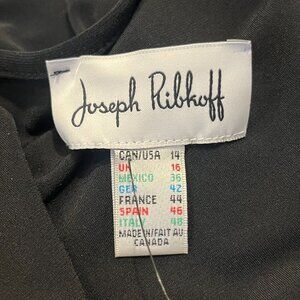 Joseph Ribkoff
CAN/USA 14
UK 16
MEXICO 36
GER 42
FRANCE 44
SPAIN 46
ITALY 48
MADE IN/FAIT AU
CANADA